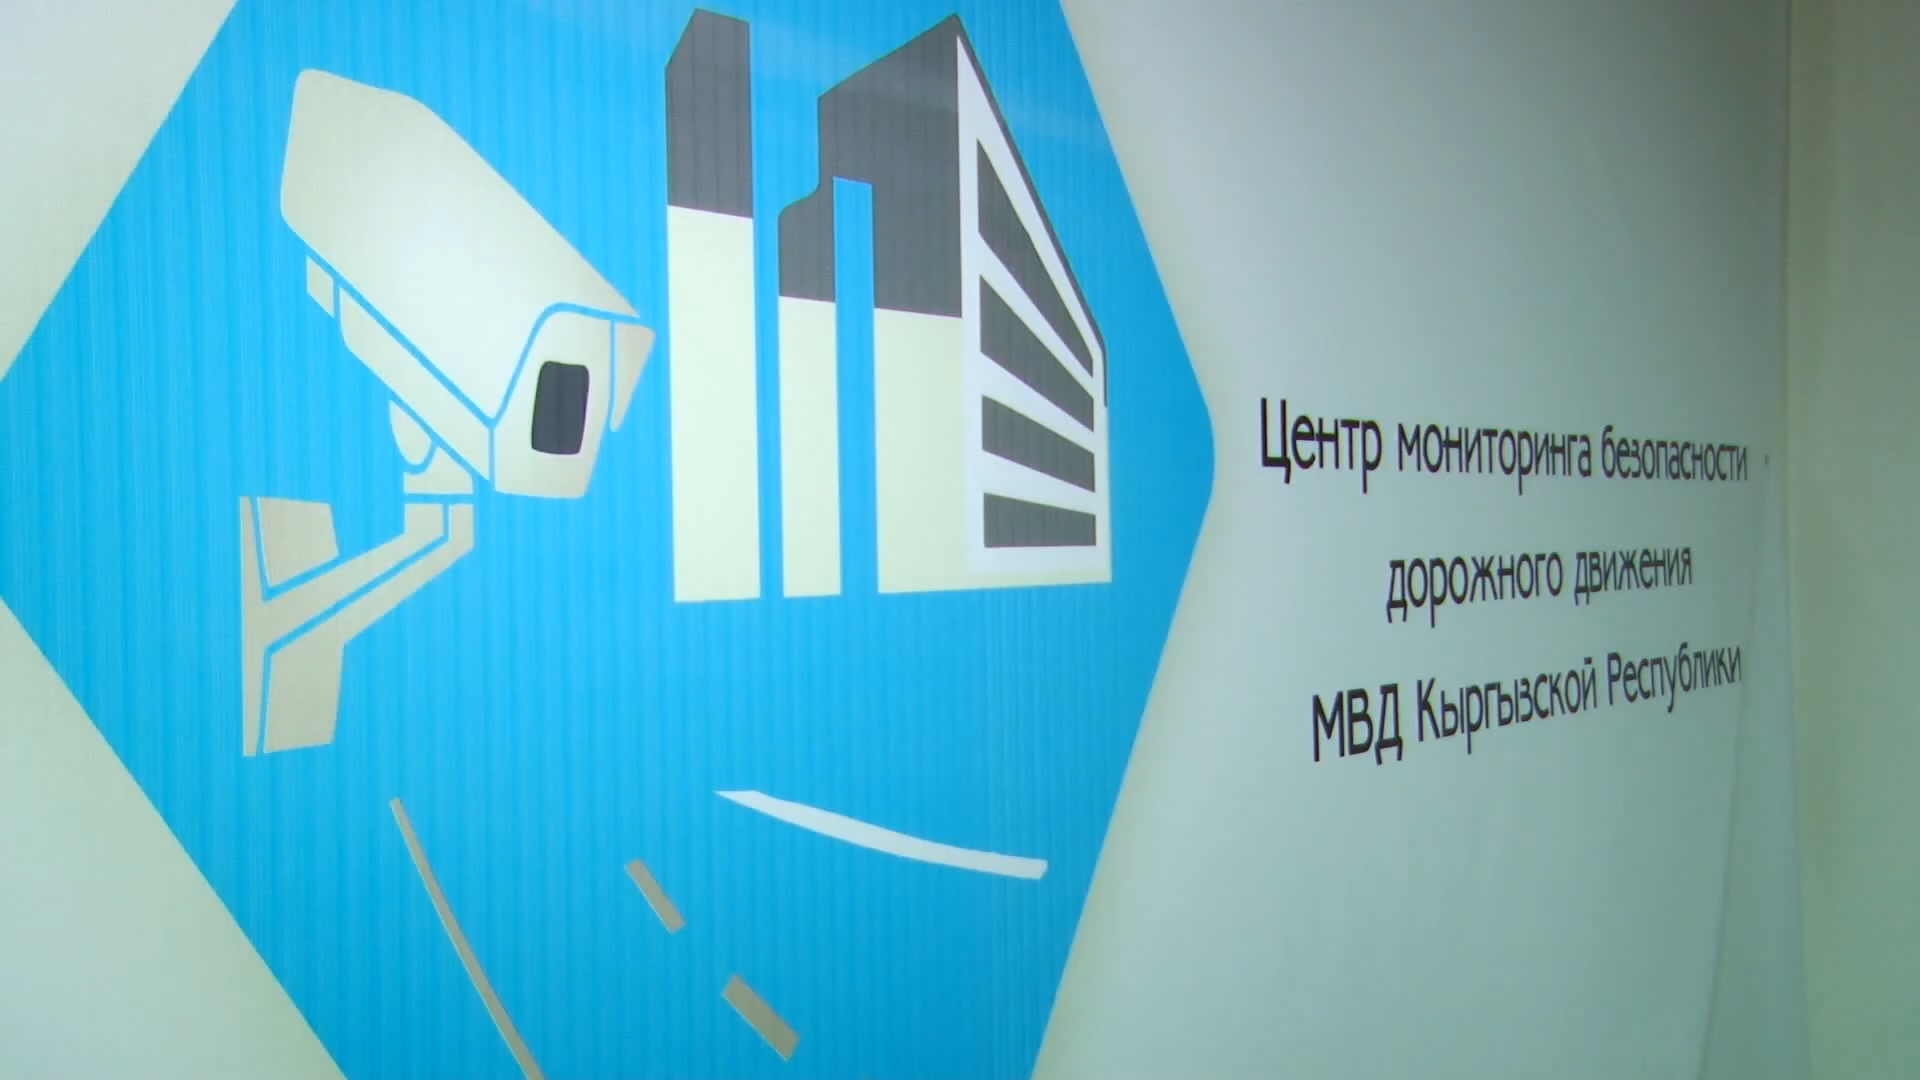 Центр мониторинга безопасности
дорожного движения
МВД Кыргызской Республики